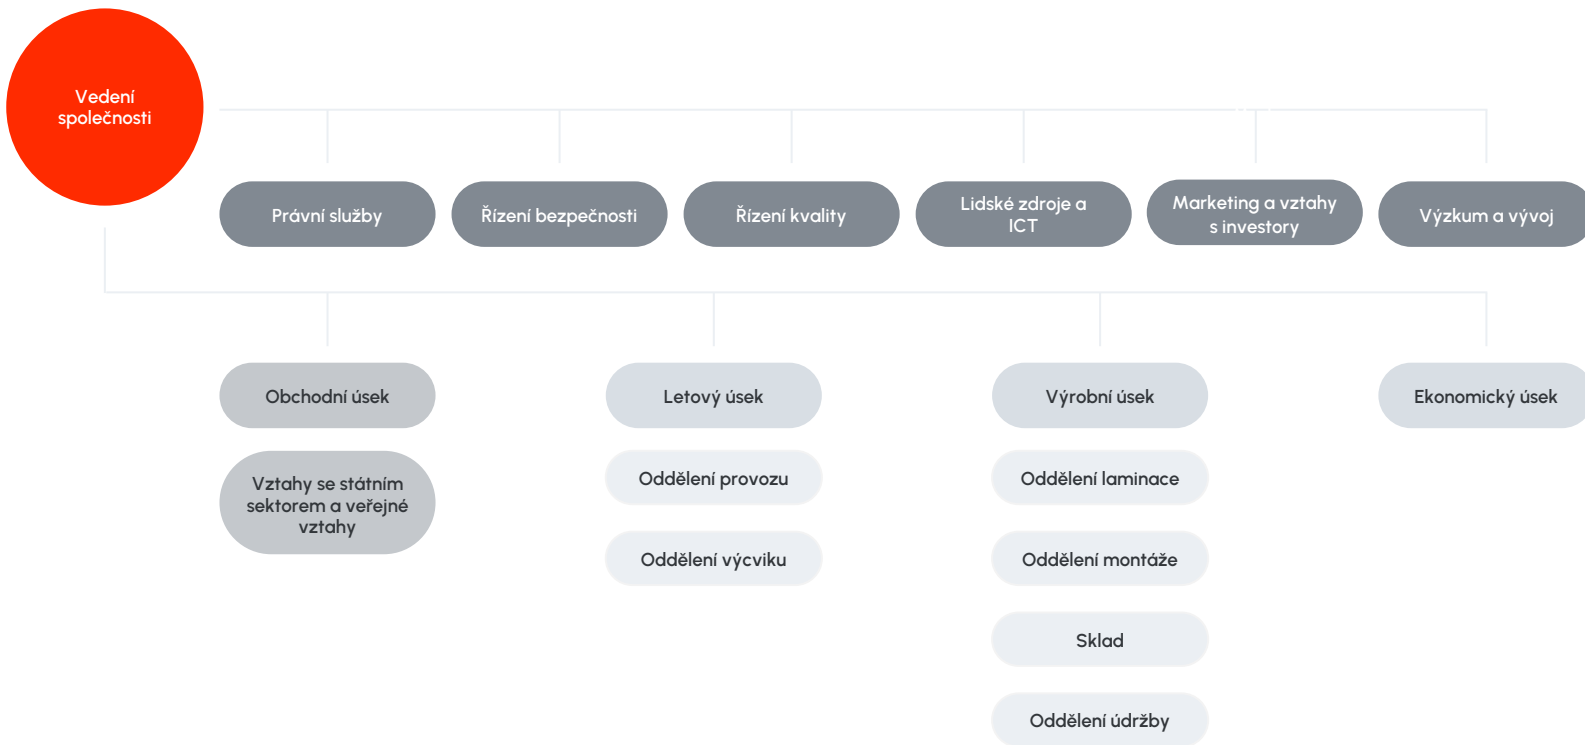 Vedení
společnosti
Právní služby
Řízení bezpečnosti
Řízení kvality
Lidské zdroje a
ICT
Marketing a vztahy
s investory
Výzkum a vývoj
Obchodní úsek
Letový úsek
Výrobní úsek
Ekonomický úsek
Vztahy se státním
sektorem a veřejné
vztahy
Oddělení provozu
Oddělení laminace
Oddělení výcviku
Oddělení montáže
Sklad
Oddělení údržby